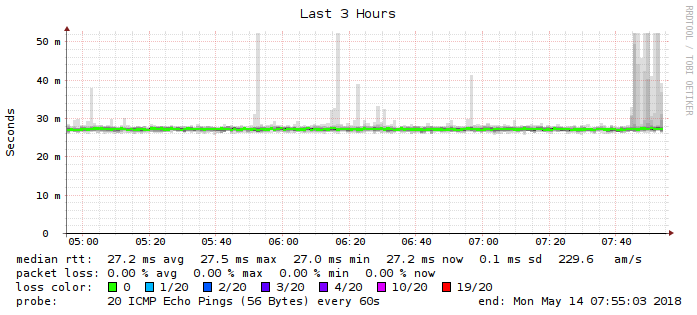 Last 3 Hours
RRDTOOL / TOBI OETIKER
Seconds
50 m
40 m
30 m
20 m
10 m
0
05:00 05:20 05:40 06:00 06:20 06:40 07:00 07:20 07:40
median rtt: 27.2 ms avg 27.5 ms max 27.0 ms min 27.2 ms now 0.1 ms sd 229.6 am/s
packet loss: 0.00 % avg 0.00 % max 0.00 % min 0.00 % now
loss color: 0 1/20 2/20 3/20 4/20 10/20 19/20
probe: 20 ICMP Echo Pings (56 Bytes) every 60s end: Mon May 14 07:55:03 2018